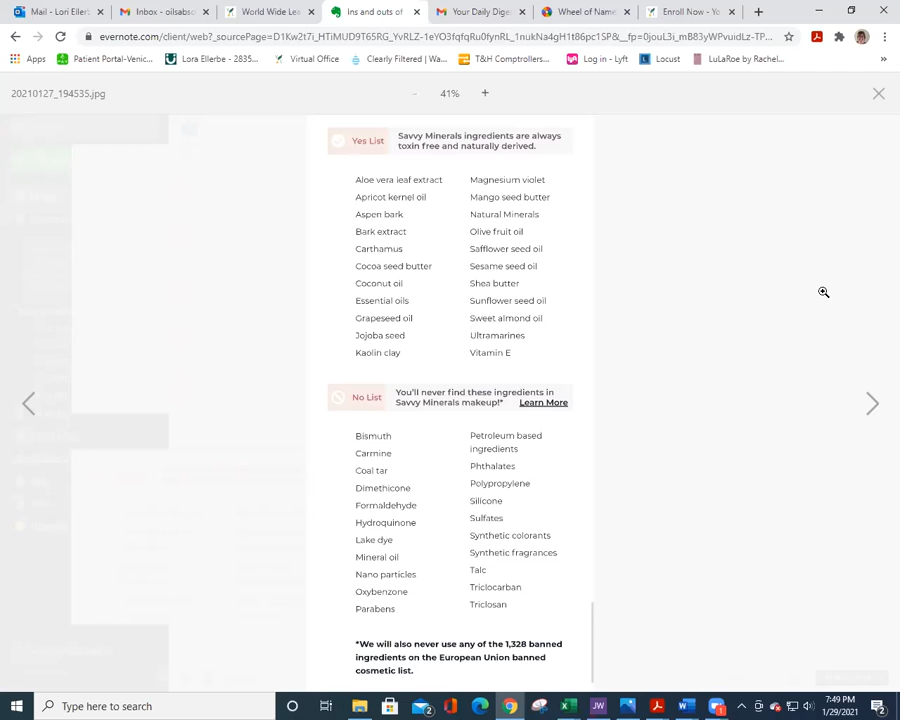 Mail - Lori Ellerb
Inbox - oilsabso
World Wide Lea
Ins and outs of
Your Daily Dige
Wheel of Name
Enroll Now - Yo
evernote.com/client/web?_sourcePage=D1Kw2t7i_HTiMUD9T65RG_YvRLZ-1eYO3fqfqRu0fynRL_1nukNa4gH1t86pc1SP&__fp=0jouL3i_mB83yWPvuidLz-TP...
Apps
Patient Portal-Venic...
Lora Ellerbe - 2835...
Virtual Office
Clearly Filtered | Wa...
T&H Comptrollers...
Log in - Lyft
Locust
LuLaRoe by Rachel...
»
20210127_194535.jpg
- 41% +
Yes List
Savvy Minerals ingredients are always
toxin free and naturally derived.
Aloe vera leaf extract
Apricot kernel oil
Aspen bark
Bark extract
Carthamus
Cocoa seed butter
Coconut oil
Essential oils
Grapeseed oil
Jojoba seed
Kaolin clay
Magnesium violet
Mango seed butter
Natural Minerals
Olive fruit oil
Safflower seed oil
Sesame seed oil
Shea butter
Sunflower seed oil
Sweet almond oil
Ultramarines
Vitamin E
No List
You'll never find these ingredients in
Savvy Minerals makeup!* Learn More
Bismuth
Carmine
Coal tar
Dimethicone
Formaldehyde
Hydroquinone
Lake dye
Mineral oil
Nano particles
Oxybenzone
Parabens
Petroleum based
ingredients
Phthalates
Polypropylene
Silicone
Sulfates
Synthetic colorants
Synthetic fragrances
Talc
Triclocarban
Triclosan
*We will also never use any of the 1,328 banned
ingredients on the European Union banned
cosmetic list.
Type here to search
7:49 PM
1/29/2021